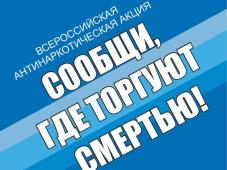 ВСЕРОССИЙСКАЯ
АНТИНАРКОТИЧЕСКАЯ АКЦИЯ
СООБЩИ,
ГДЕ ТОРГУЮТ
СМЕРТЬЮ!